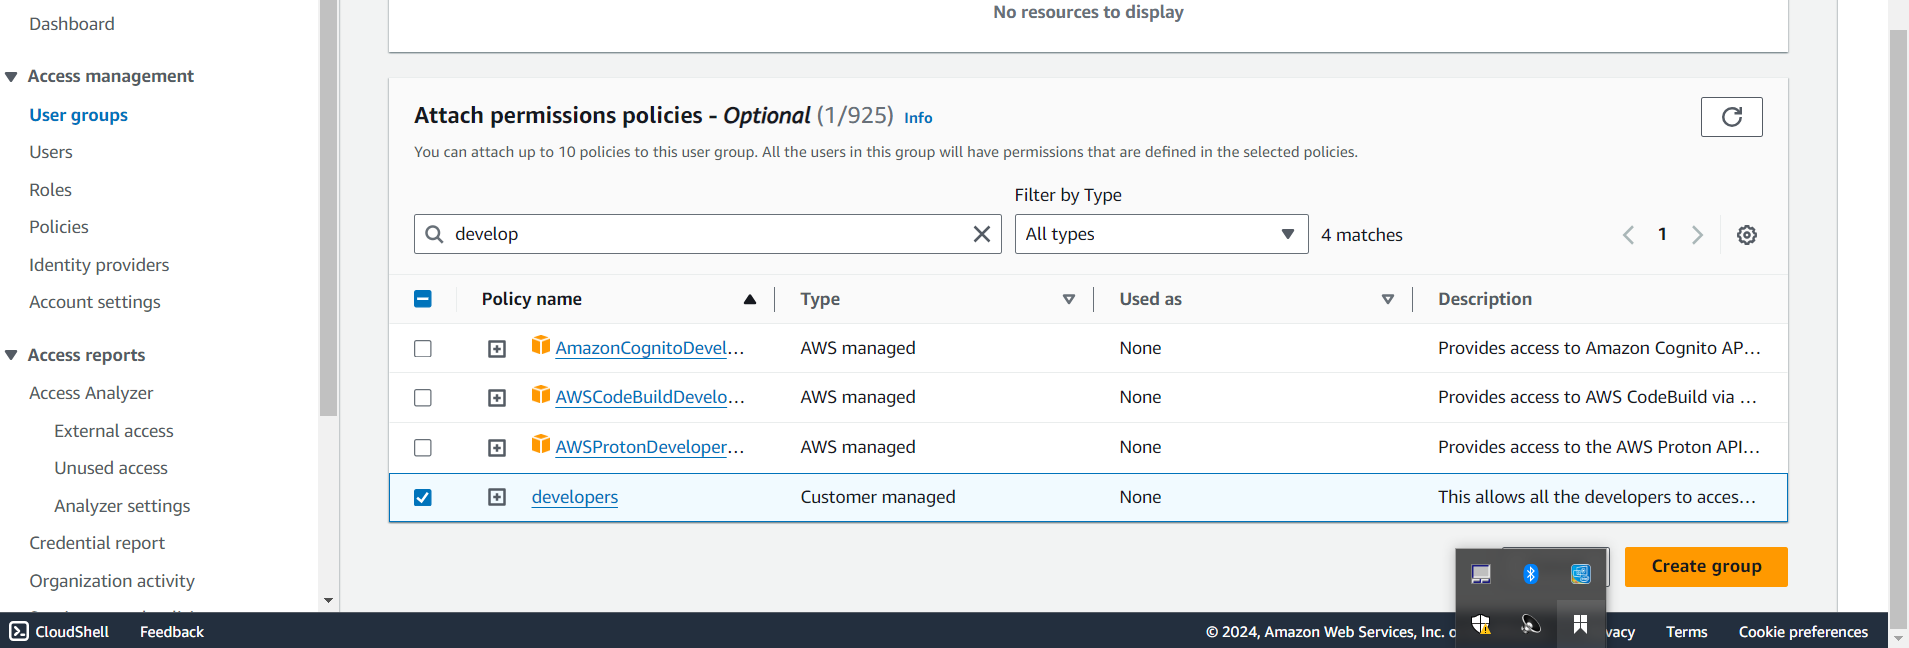 No resources to display
Dashboard
Access management
User groups
Users
Roles
Policies
Identity providers
Account settings
Access reports
Access Analyzer
External access
Unused access
Analyzer settings
Credential report
Organization activity
Attach permissions policies - Optional (1/925) Info
You can attach up to 10 policies to this user group. All the users in this group will have permissions that are defined in the selected policies.
Filter by Type
develop All types 4 matches 1
Policy name Type Used as Description
AmazonCognitoDevel... AWS managed None Provides access to Amazon Cognito AP...
AWSCodeBuildDevelo... AWS managed None Provides access to AWS CodeBuild via ...
AWSProtonDeveloper... AWS managed None Provides access to the AWS Proton API...
developers Customer managed None This allows all the developers to acces...
Create group
CloudShell Feedback © 2024, Amazon Web Services, Inc. o vacy Terms Cookie preferences